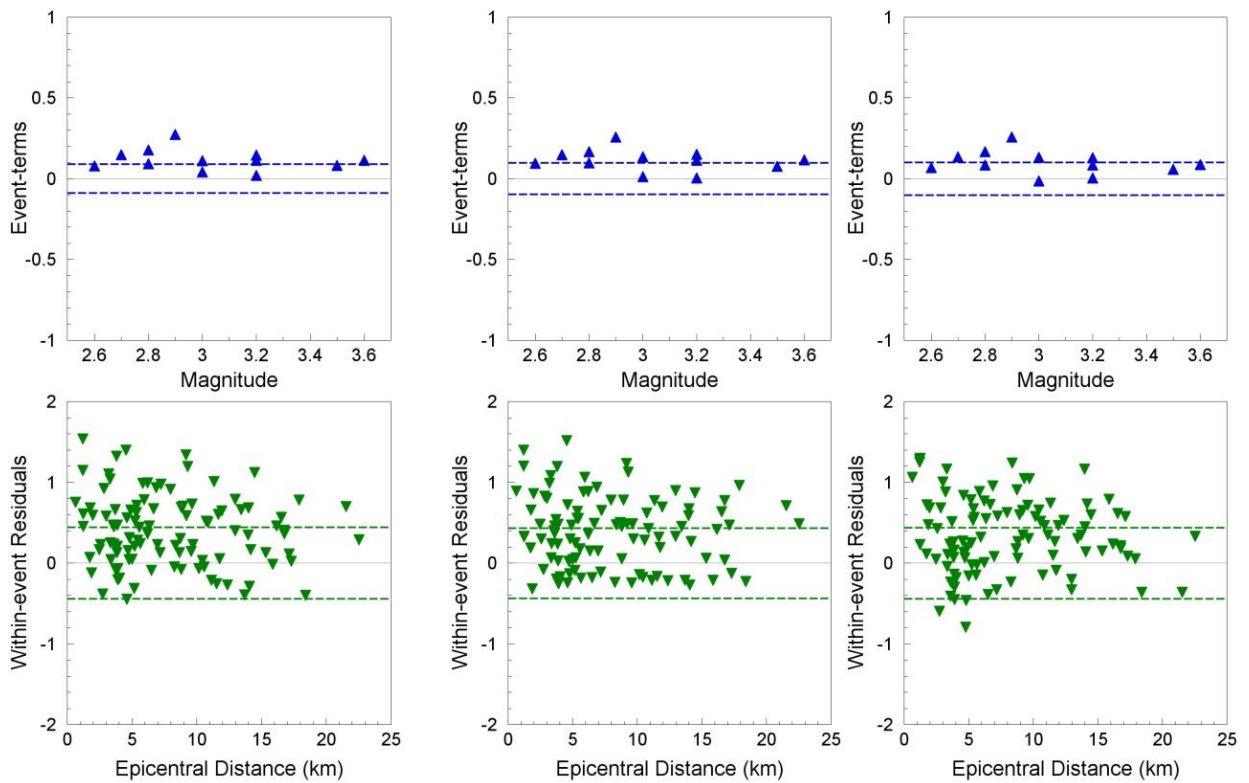 1
0.5
0
-0.5
-1
Event-terms
2.6 2.8 3 3.2 3.4 3.6
Magnitude
1
0.5
0
-0.5
-1
Event-terms
2.6 2.8 3 3.2 3.4 3.6
Magnitude
1
0.5
0
-0.5
-1
Event-terms
2.6 2.8 3 3.2 3.4 3.6
Magnitude
2
1
0
-1
-2
Within-event Residuals
0 5 10 15 20 25
Epicentral Distance (km)
2
1
0
-1
-2
Within-event Residuals
0 5 10 15 20 25
Epicentral Distance (km)
2
1
0
-1
-2
Within-event Residuals
0 5 10 15 20 25
Epicentral Distance (km)